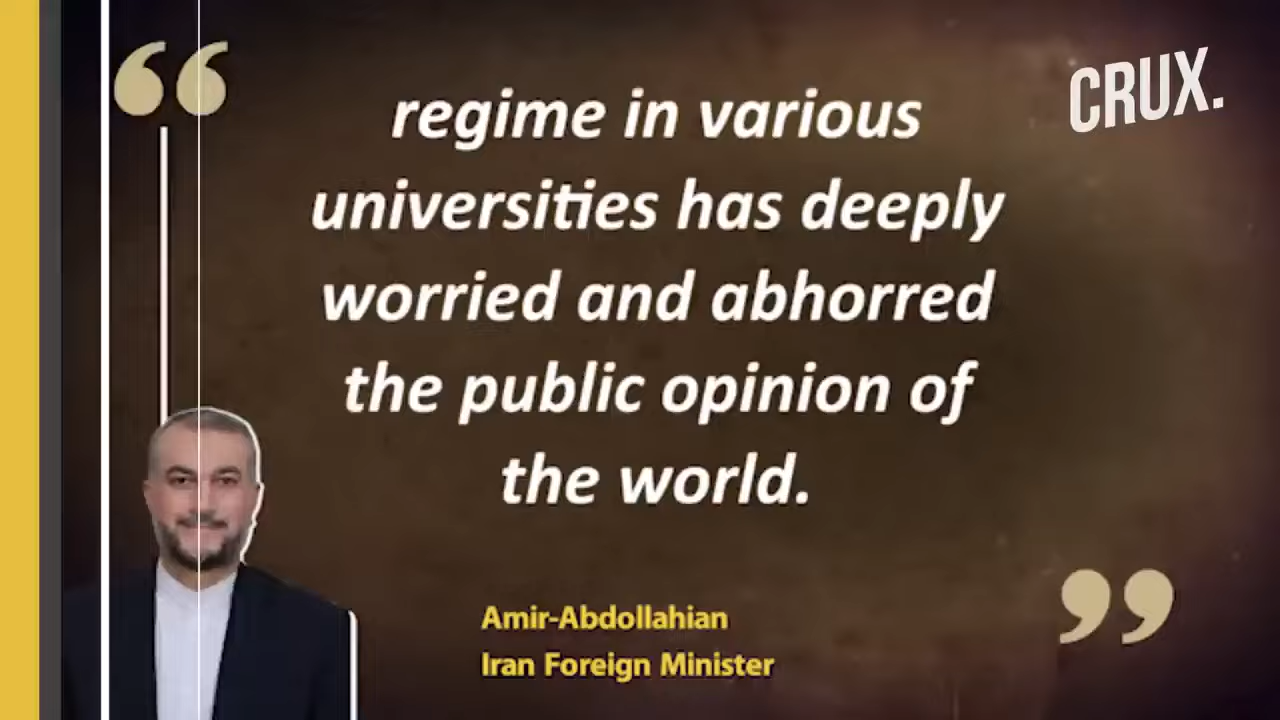 CRUX.
“
regime in various
universities has deeply
worried and abhorred
the public opinion of
the world.
”
Amir-Abdollahian
Iran Foreign Minister